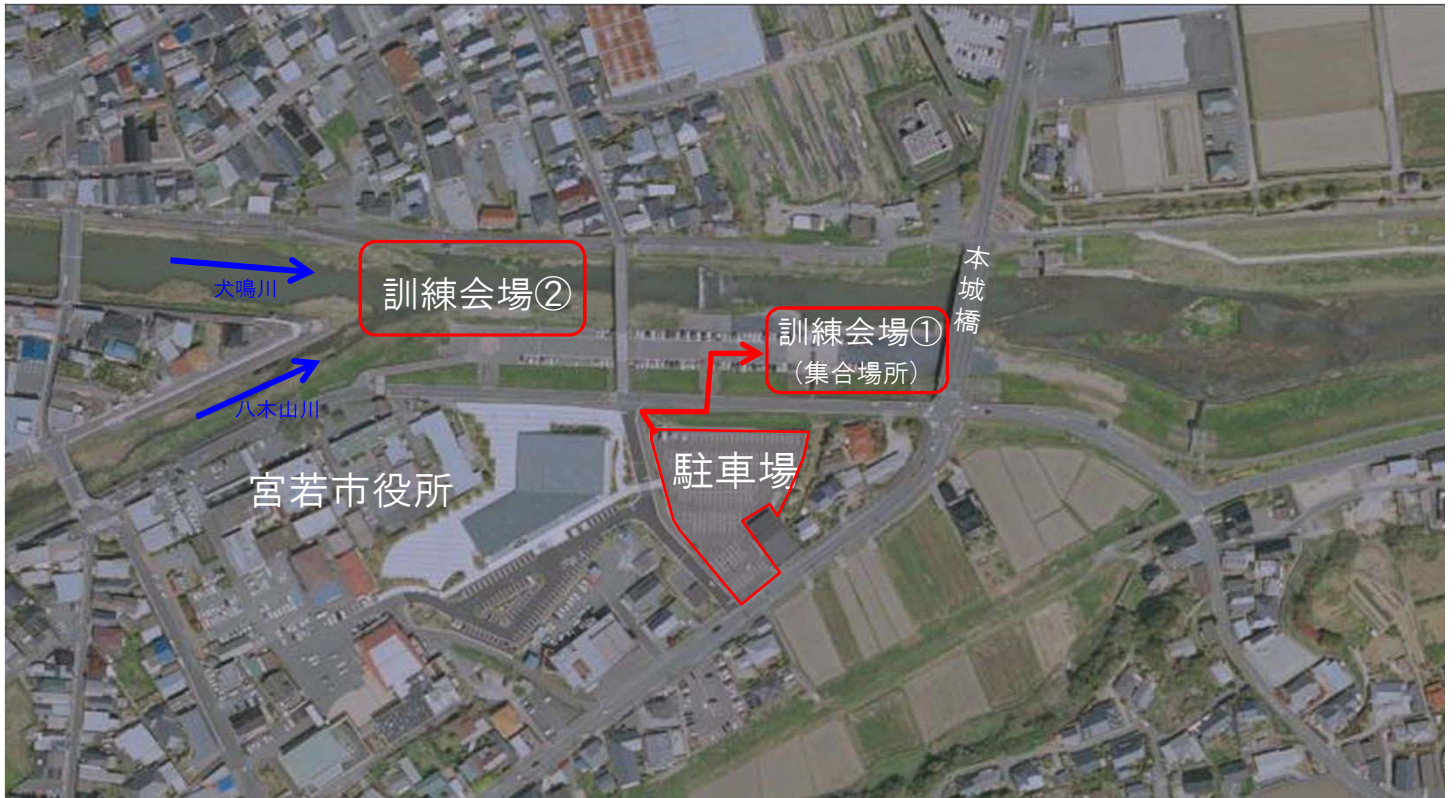 本城橋
犬鳴川
訓練会場②
訓練会場①
(集合場所)
八木山川
駐車場
宮若市役所